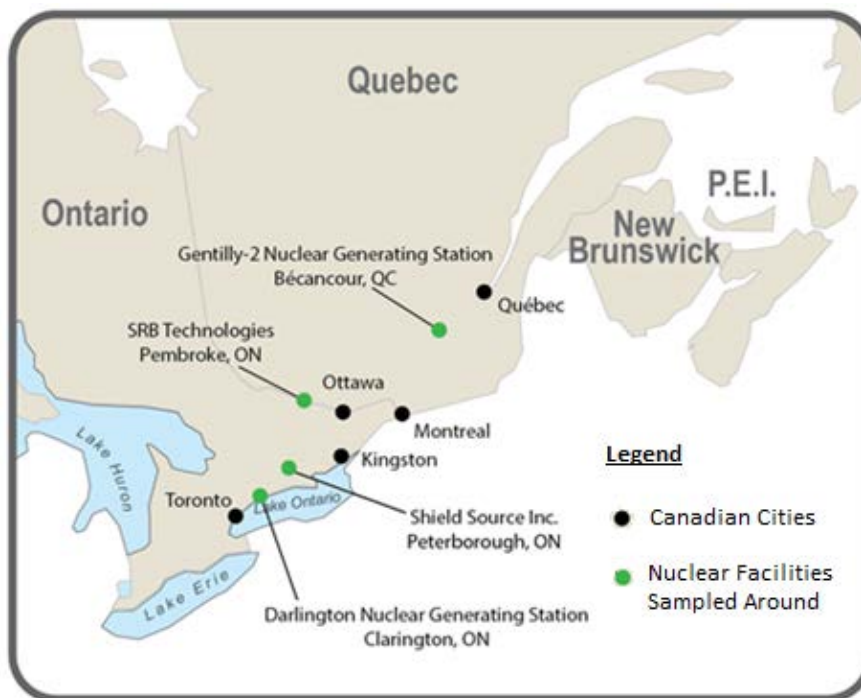 Quebec
Ontario
P.E.I.
New
Brunswick
Gentilly-2 Nuclear Generating Station
Bécancour, QC
Québec
SRB Technologies
Pembroke, ON
Ottawa
Montreal
Kingston
Lake Huron
Toronto
Lake Ontario
Shield Source Inc.
Peterborough, ON
Lake Erie
Darlington Nuclear Generating Station
Clarington, ON
Legend
Canadian Cities
Nuclear Facilities
Sampled Around